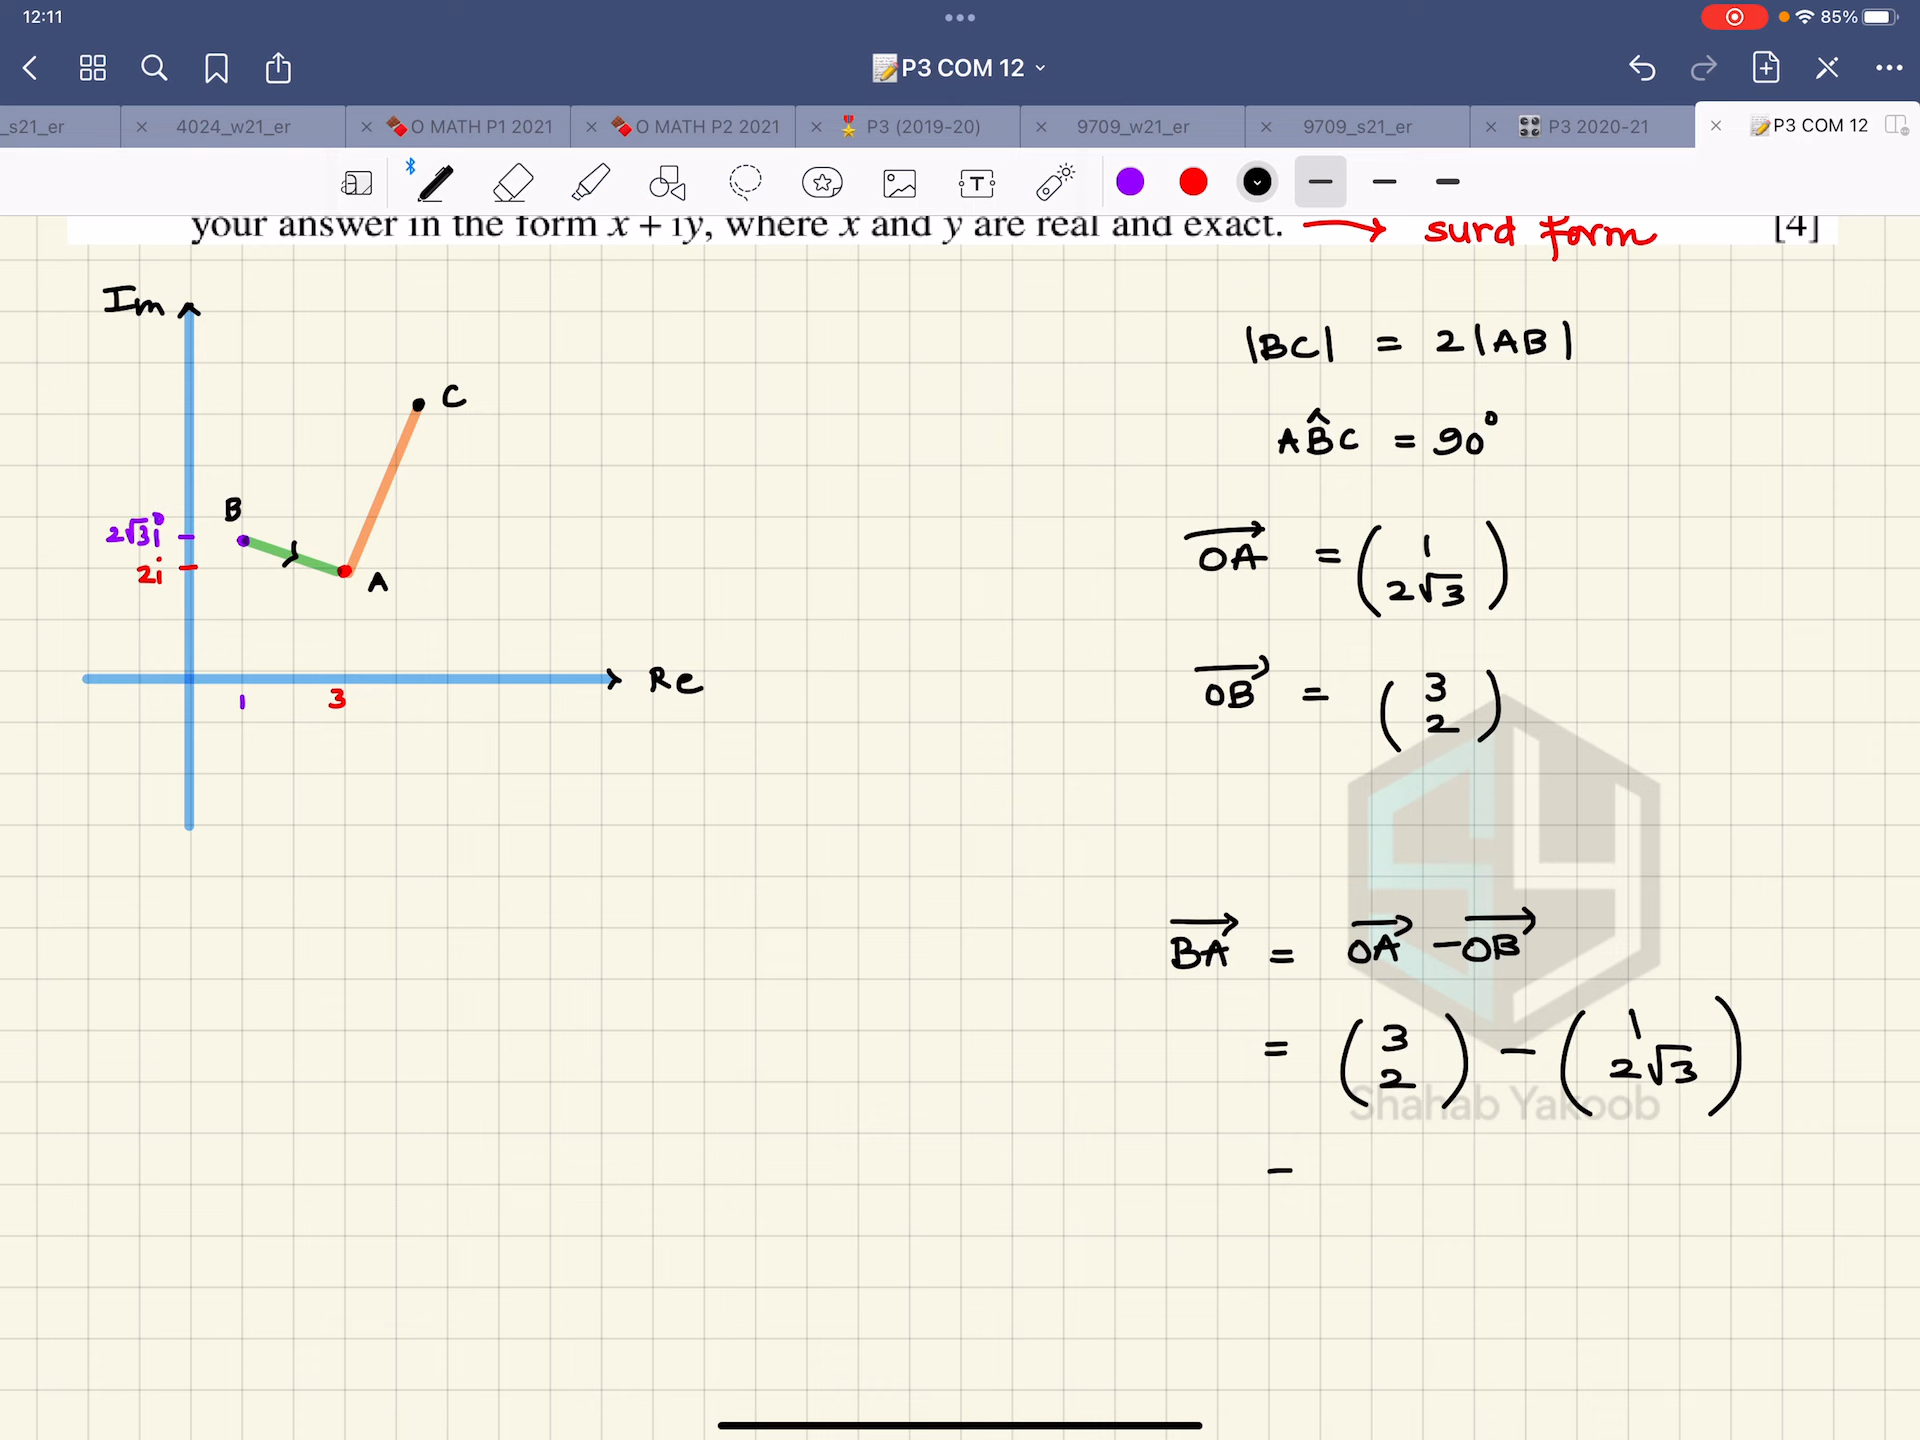 12:11
85%
P3 COM 12
_s21_er
4024_w21_er
O MATH P1 2021
O MATH P2 2021
P3 (2019-20)
9709_w21_er
9709_s21_er
P3 2020-21
P3 COM 12
your answer in the form x + iy, where x and y are real and exact. → surd form [4]
Im
C
B
2√3i
2i
A
Re
1
3
|BC| = 2|AB|
AB̂C = 90°
OA = (1 2√3)
OB = (3 2)
BA = OA − OB
= (3 2) − (1 2√3)
−
Shahab Yakoob